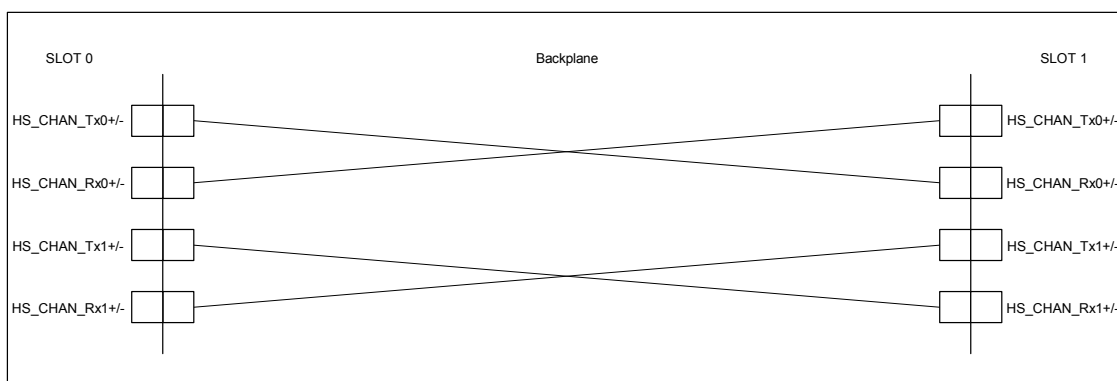 SLOT 0
Backplane
SLOT 1
HS_CHAN_Tx0+/-
HS_CHAN_Tx0+/-
HS_CHAN_Rx0+/-
HS_CHAN_Rx0+/-
HS_CHAN_Tx1+/-
HS_CHAN_Tx1+/-
HS_CHAN_Rx1+/-
HS_CHAN_Rx1+/-